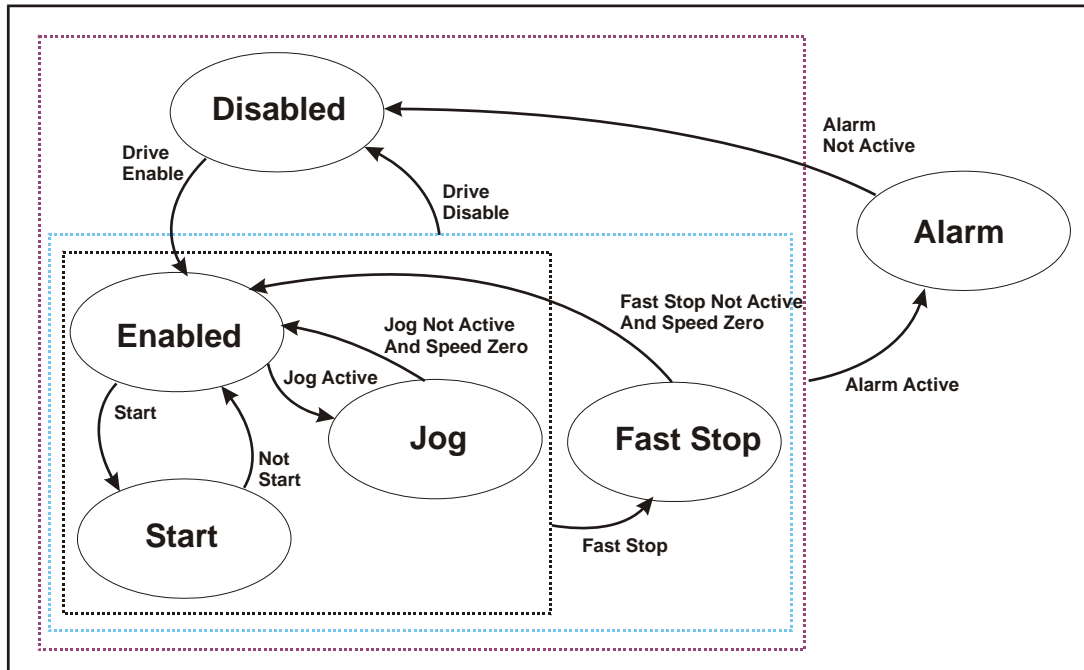 Disabled
Alarm
Not Active
Drive
Enable
Drive
Disable
Alarm
Enabled
Fast Stop Not Active
And Speed Zero
Jog Not Active
And Speed Zero
Jog Active
Alarm Active
Start
Jog
Fast Stop
Not
Start
Start
Fast Stop